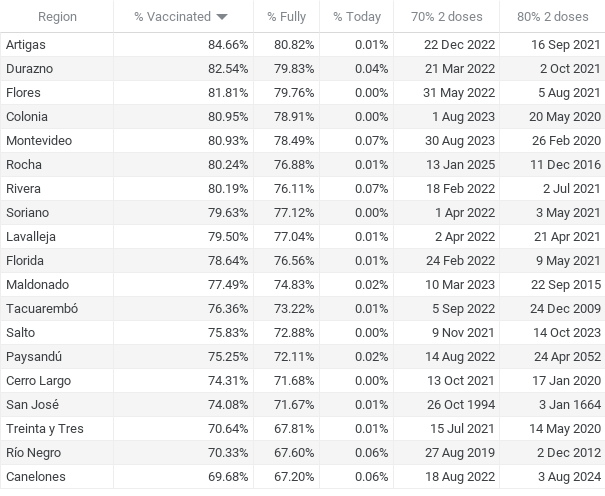 Region % Vaccinated % Fully % Today 70% 2 doses 80% 2 doses
Artigas 84.66% 80.82% 0.01% 22 Dec 2022 16 Sep 2021
Durazno 82.54% 79.83% 0.04% 21 Mar 2022 2 Oct 2021
Flores 81.81% 79.76% 0.00% 31 May 2022 5 Aug 2021
Colonia 80.95% 78.91% 0.00% 1 Aug 2023 20 May 2020
Montevideo 80.93% 78.49% 0.07% 30 Aug 2023 26 Feb 2020
Rocha 80.24% 76.88% 0.01% 13 Jan 2025 11 Dec 2016
Rivera 80.19% 76.11% 0.07% 18 Feb 2022 2 Jul 2021
Soriano 79.63% 77.12% 0.00% 1 Apr 2022 3 May 2021
Lavalleja 79.50% 77.04% 0.01% 2 Apr 2022 21 Apr 2021
Florida 78.64% 76.56% 0.01% 24 Feb 2022 9 May 2021
Maldonado 77.49% 74.83% 0.02% 10 Mar 2023 22 Sep 2015
Tacuarembó 76.36% 73.22% 0.01% 5 Sep 2022 24 Dec 2009
Salto 75.83% 72.88% 0.00% 9 Nov 2021 14 Oct 2023
Paysandú 75.25% 72.11% 0.02% 14 Aug 2022 24 Apr 2052
Cerro Largo 74.31% 71.68% 0.00% 13 Oct 2021 17 Jan 2020
San José 74.08% 71.67% 0.01% 26 Oct 1994 3 Jan 1664
Treinta y Tres 70.64% 67.81% 0.01% 15 Jul 2021 14 May 2020
Río Negro 70.33% 67.60% 0.06% 27 Aug 2019 2 Dec 2012
Canelones 69.68% 67.20% 0.06% 18 Aug 2022 3 Aug 2024